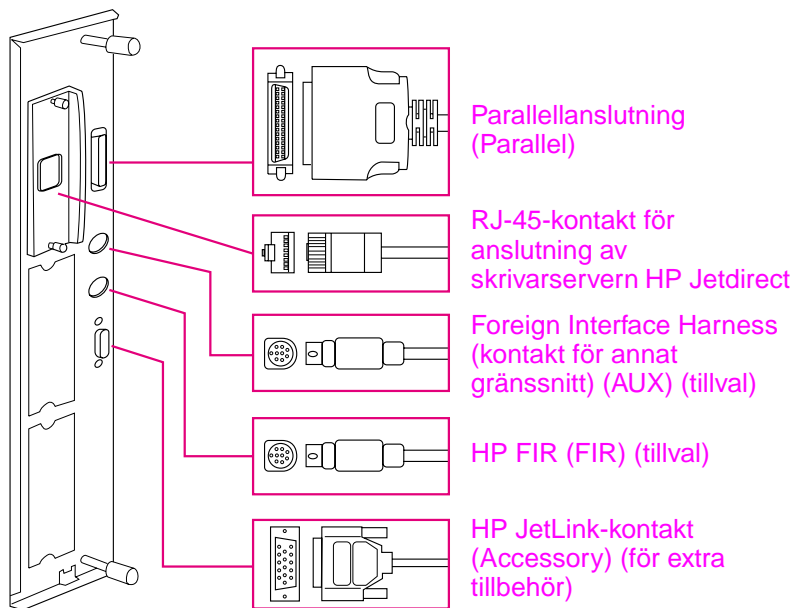 Parallellanslutning
(Parallel)
RJ-45-kontakt för
anslutning av
skrivarservern HP Jetdirect
Foreign Interface Harness
(kontakt för annat
gränssnitt) (AUX) (tillval)
HP FIR (FIR) (tillval)
HP JetLink-kontakt
(Accessory) (för extra
tillbehör)